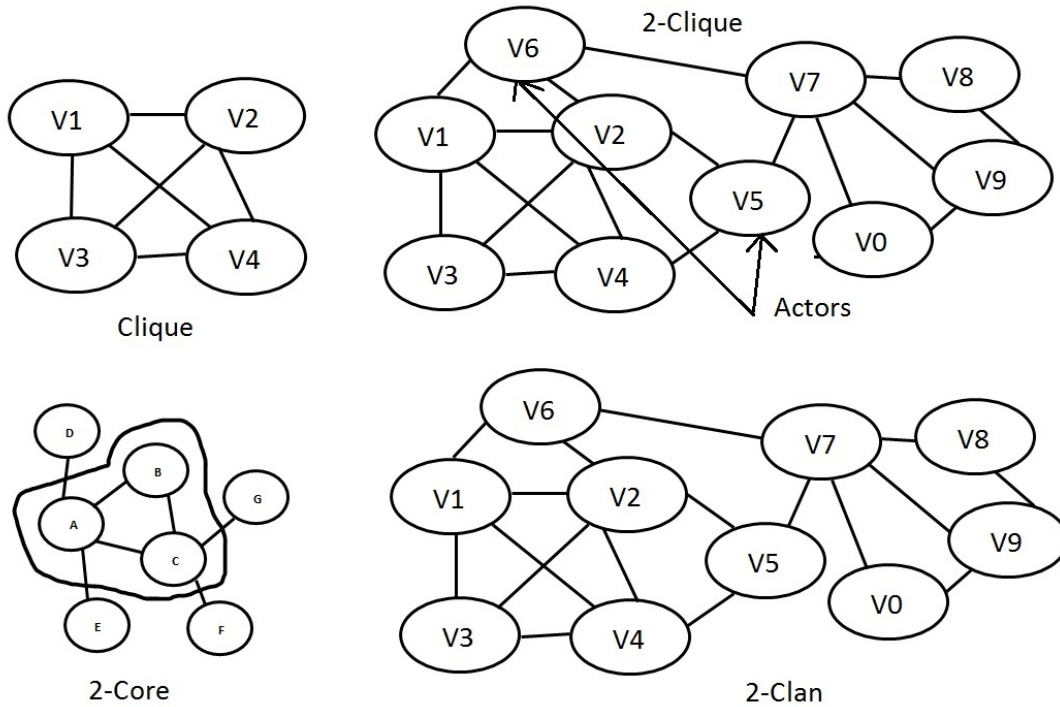 V1
V2
V3
V4
Clique
2-Clique
V6
V7
V8
V1
V2
V9
V5
V0
V3
V4
Actors
D
B
A
G
C
E
F
2-Core
V6
V7
V8
V1
V2
V9
V5
V0
V3
V4
2-Clan